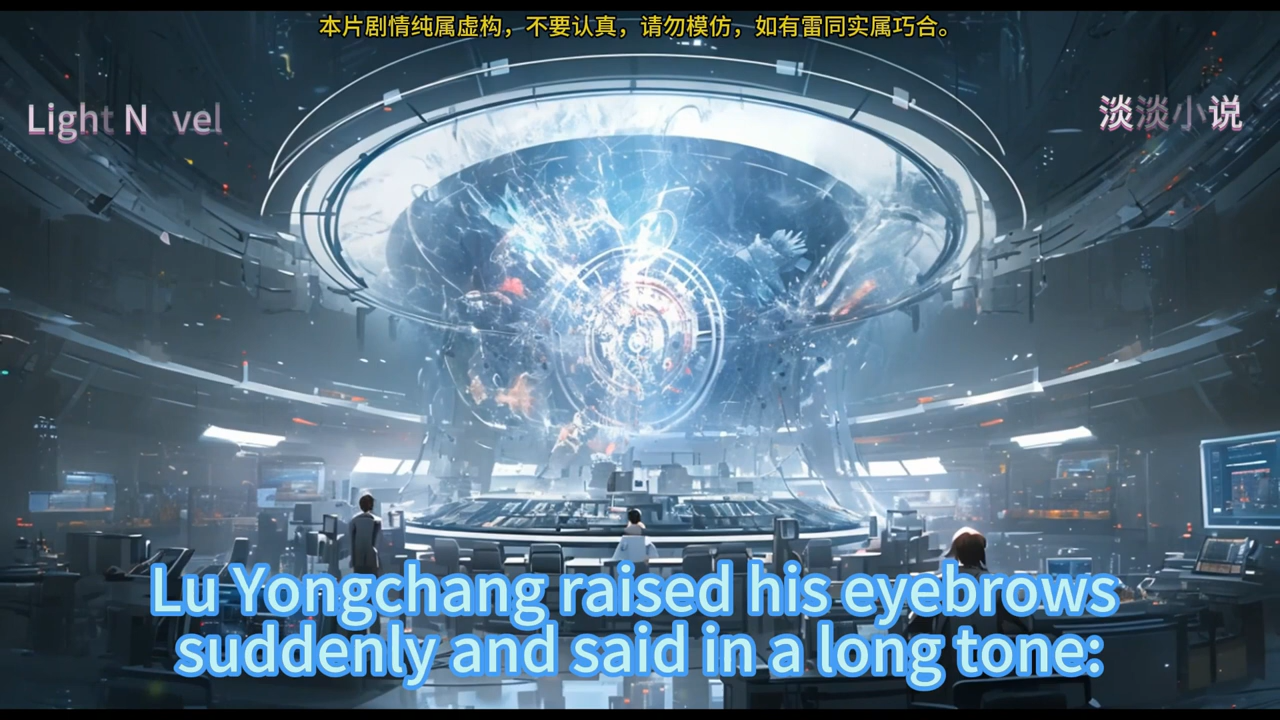 本片剧情纯属虚构，不要认真，请勿模仿，如有雷同实属巧合。
Light N vel
淡淡小说
Lu Yongchang raised his eyebrows
suddenly and said in a long tone: